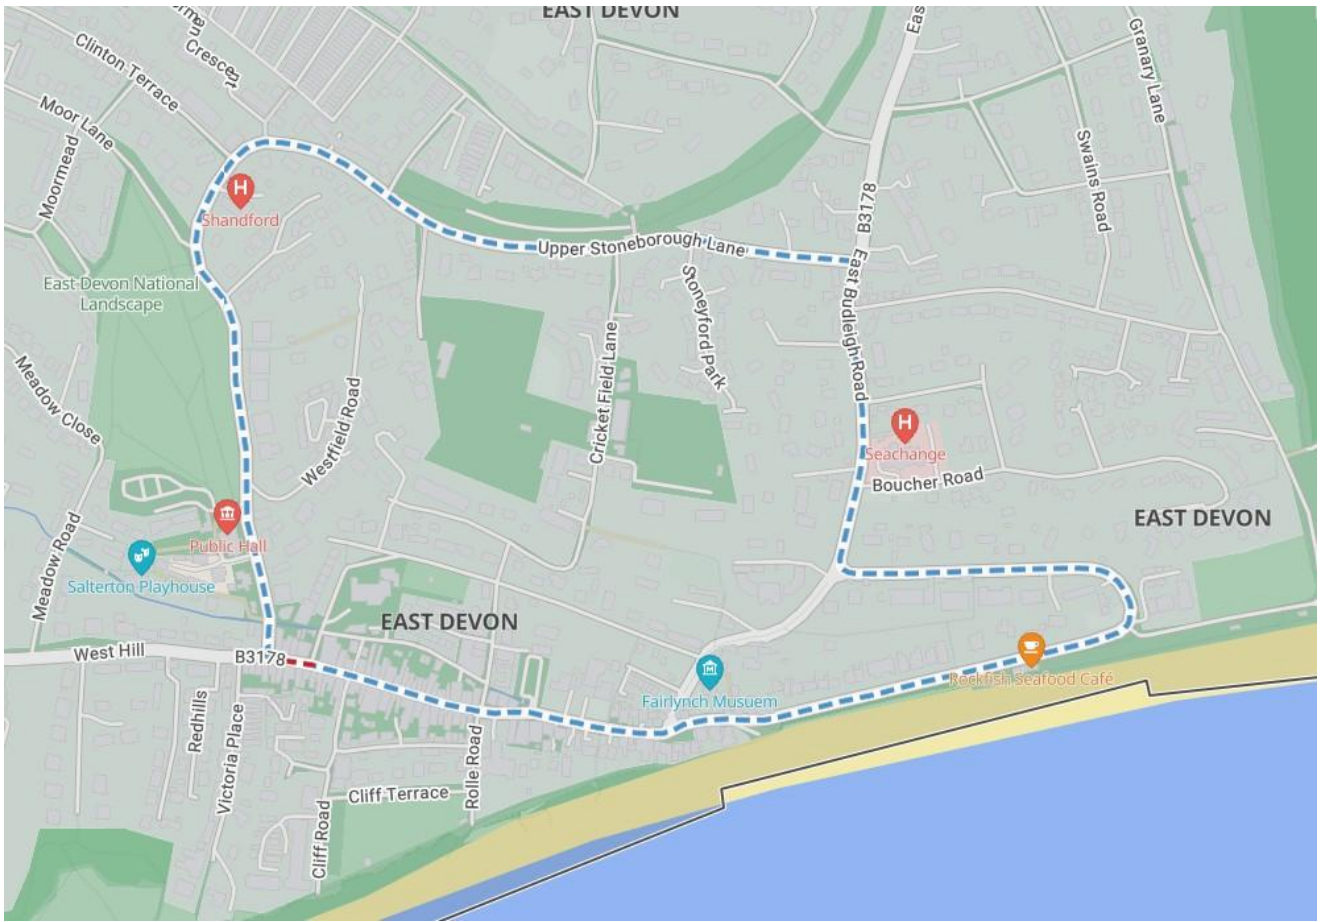 EAST DEVON
Clinton Terrace
Crescent
Moor Lane
Moormead
Granary Lane
Swains Road
B3178
Shandford
Upper Stoneborough Lane
East Budleigh Road
East Devon National
Landscape
Stoneyford Park
Cricket Field Lane
Meadow Close
Westfield Road
Seachange
Boucher Road
EAST DEVON
Public Hall
Salterton Playhouse
Meadow Road
EAST DEVON
West Hill
B3178
Redhills
Victoria Place
Fairlynch Musuem
Rockfish Seafood Café
Rolle Road
Cliff Terrace
Cliff Road